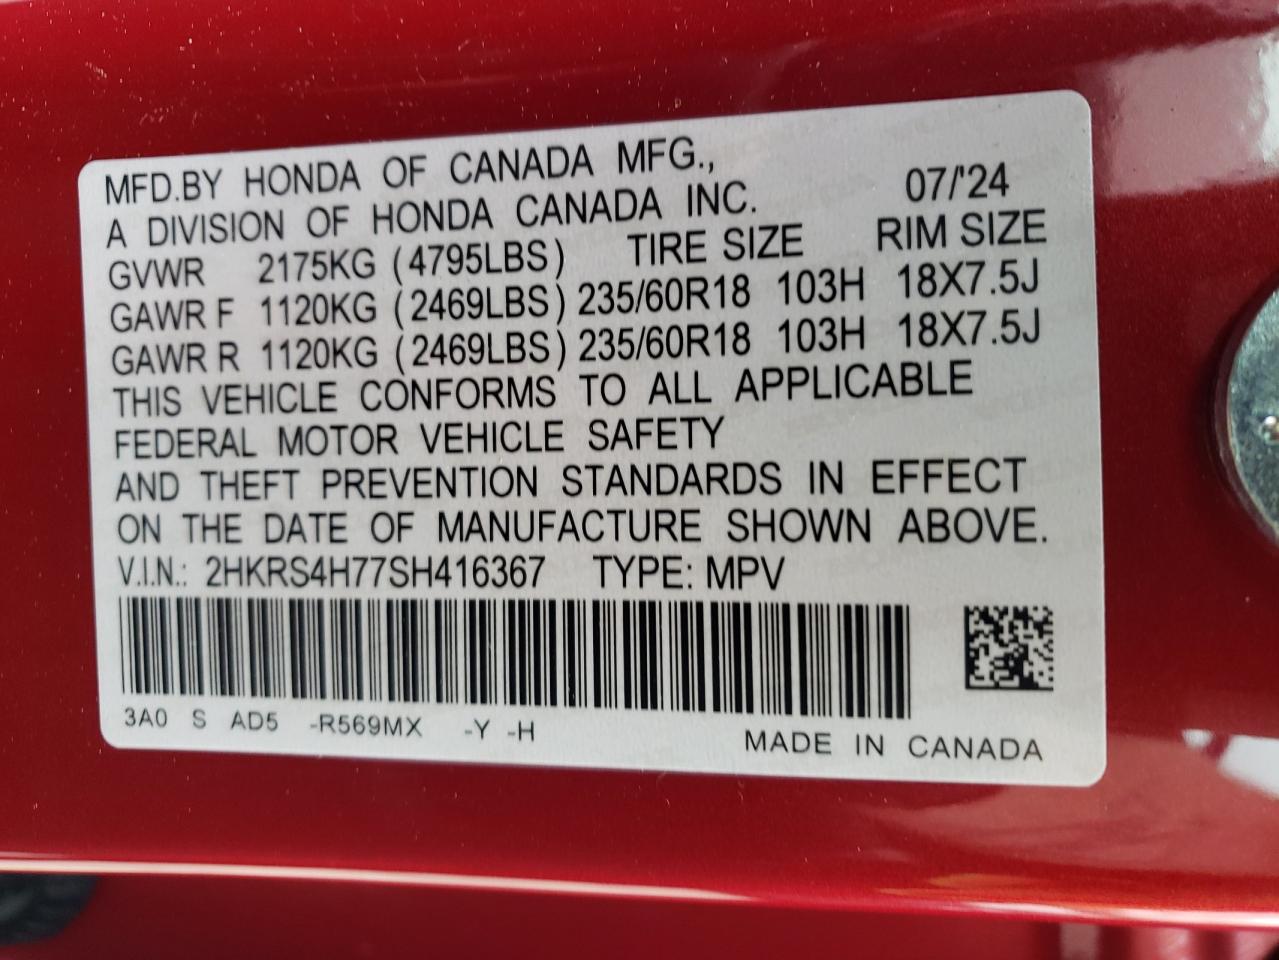 MFD.BY HONDA OF CANADA MFG.,
A DIVISION OF HONDA CANADA INC. 07/'24
GVWR 2175KG (4795LBS) TIRE SIZE RIM SIZE
GAWR F 1120KG (2469LBS) 235/60R18 103H 18X7.5J
GAWR R 1120KG (2469LBS) 235/60R18 103H 18X7.5J
THIS VEHICLE CONFORMS TO ALL APPLICABLE
FEDERAL MOTOR VEHICLE SAFETY
AND THEFT PREVENTION STANDARDS IN EFFECT
ON THE DATE OF MANUFACTURE SHOWN ABOVE.
V.I.N.: 2HKRS4H77SH416367 TYPE: MPV
3A0 S AD5 -R569MX -Y -H
MADE IN CANADA